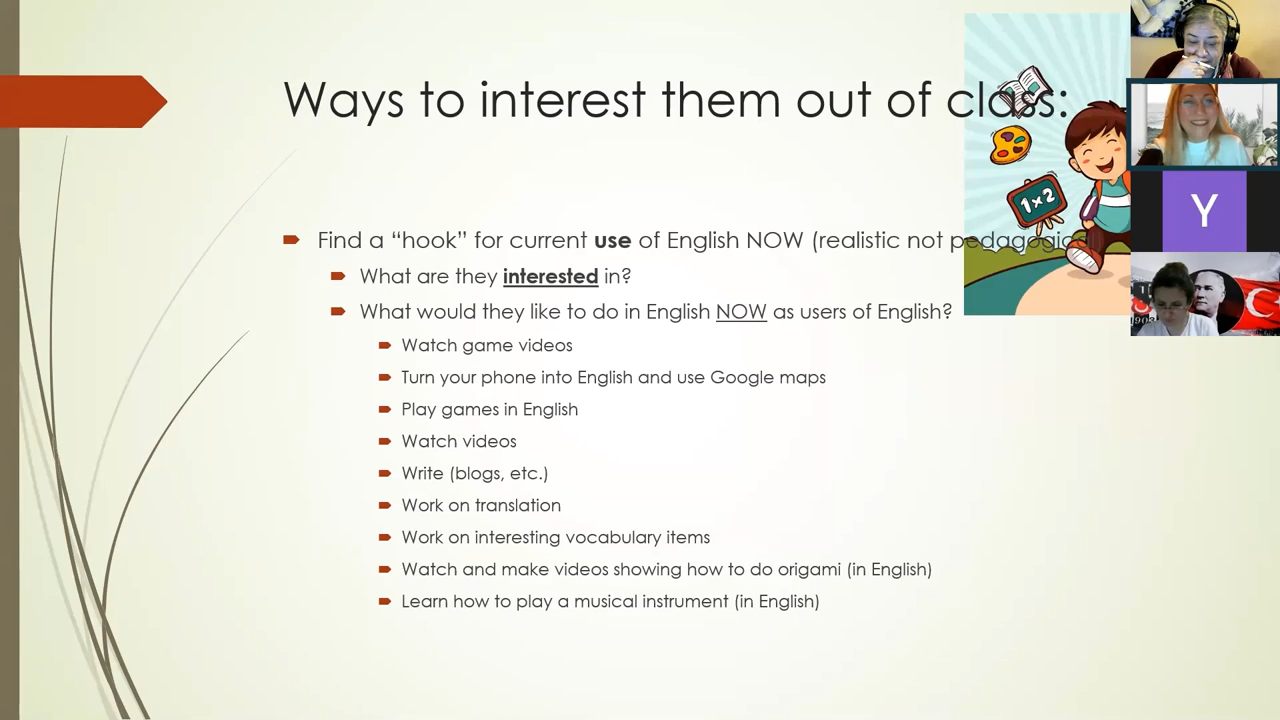 Ways to interest them out of class:
Find a “hook” for current use of English NOW (realistic not pedagogica
What are they interested in?
What would they like to do in English NOW as users of English?
Watch game videos
Turn your phone into English and use Google maps
Play games in English
Watch videos
Write (blogs, etc.)
Work on translation
Work on interesting vocabulary items
Watch and make videos showing how to do origami (in English)
Learn how to play a musical instrument (in English)
1x2
Y